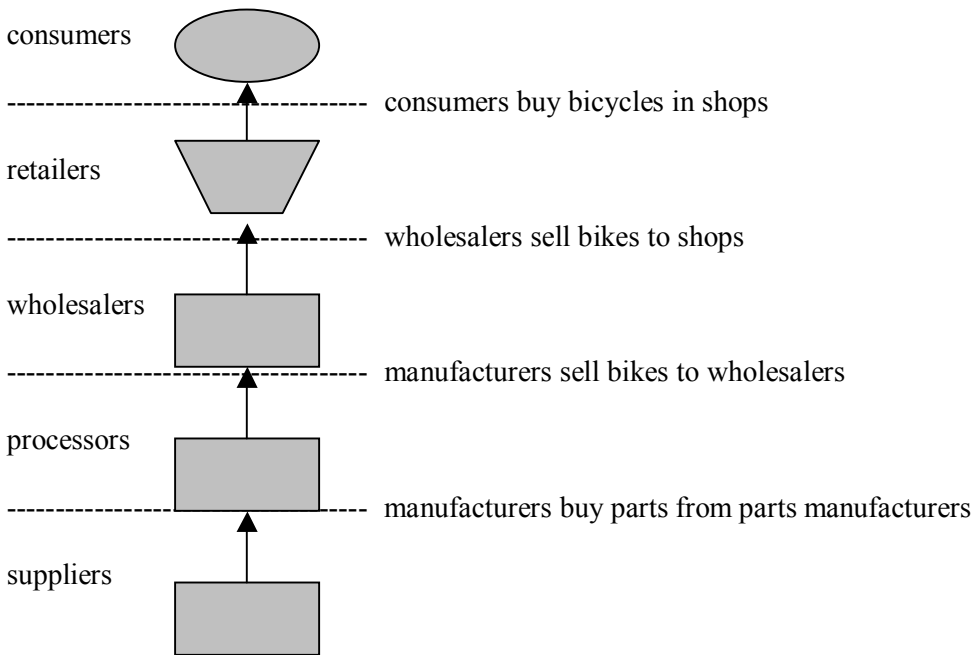 consumers
consumers buy bicycles in shops
retailers
wholesalers sell bikes to shops
wholesalers
manufacturers sell bikes to wholesalers
processors
manufacturers buy parts from parts manufacturers
suppliers